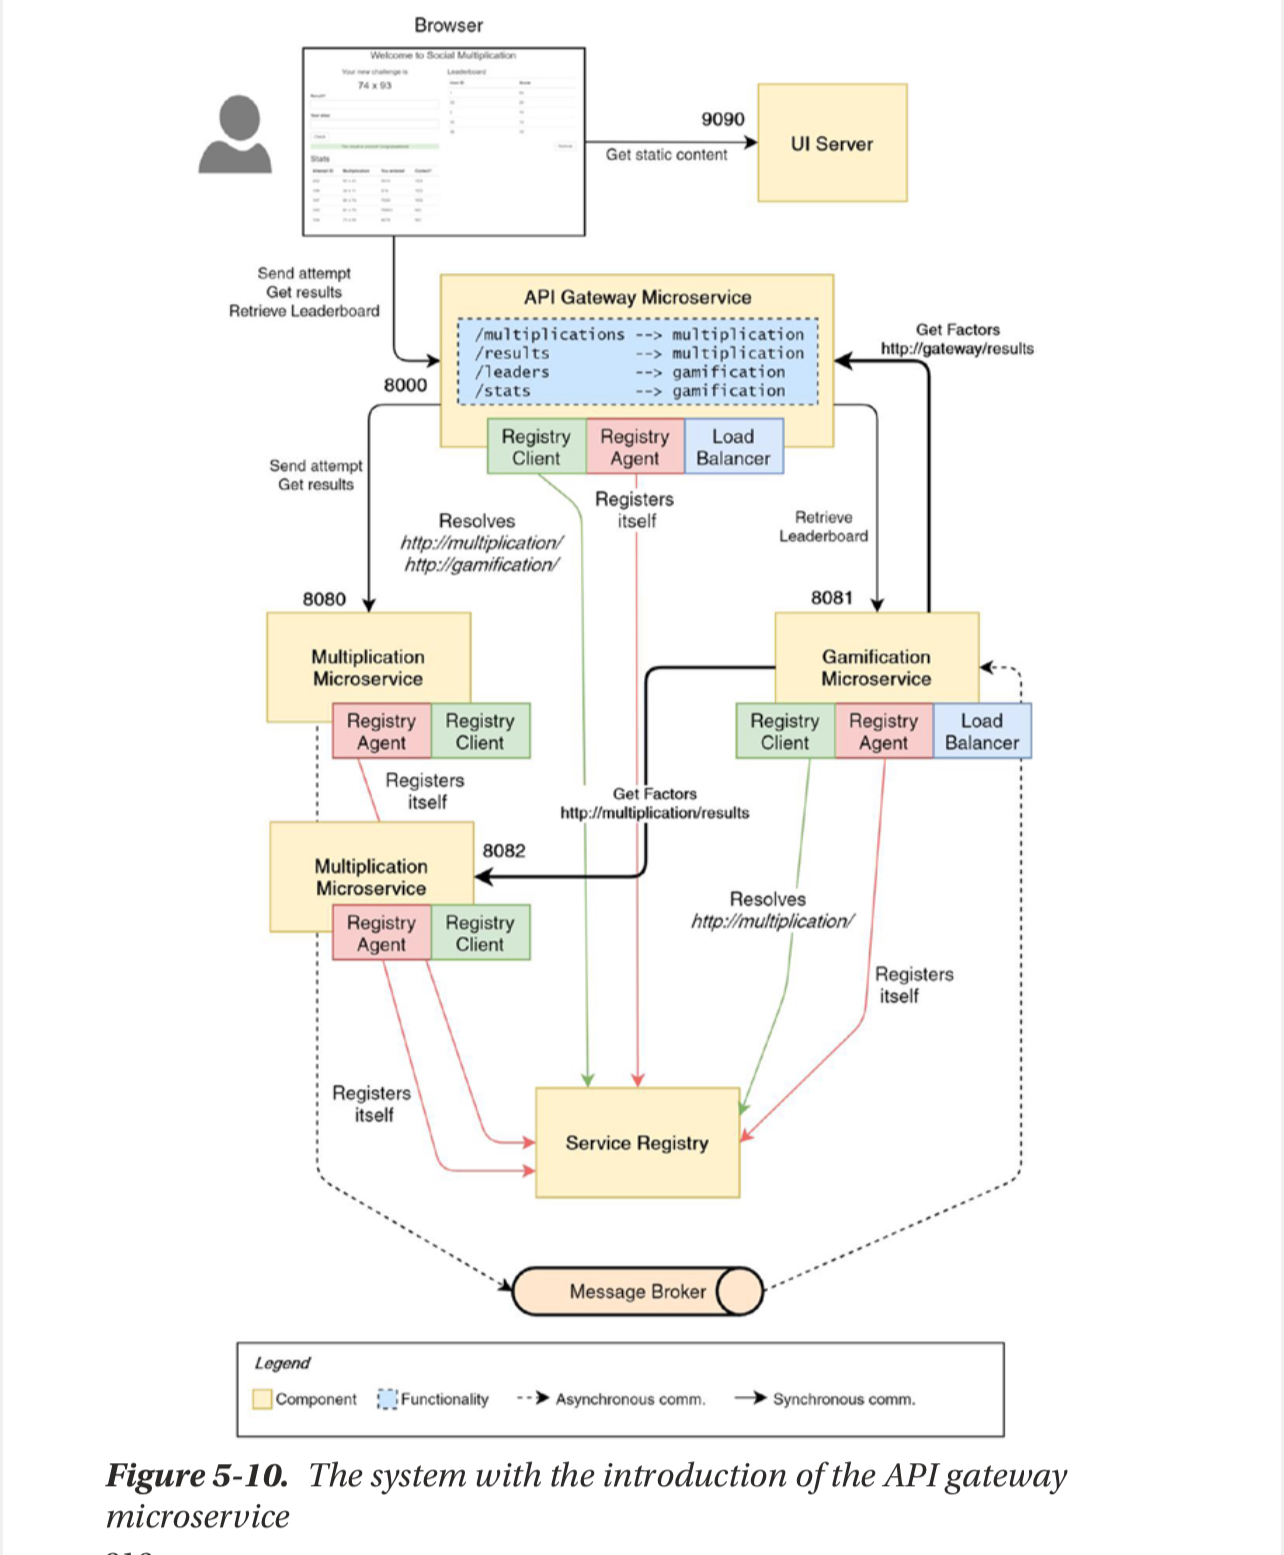 Browser
Welcome to Social Multiplication
Your new challenge is
74 x 93
Leaderboard
Stats
9090
Get static content
UI Server
Send attempt
Get results
Retrieve Leaderboard
8000
API Gateway Microservice
/multiplications --> multiplication
/results --> multiplication
/leaders --> gamification
/stats --> gamification
Get Factors
http://gateway/results
Registry
Client
Registry
Agent
Load
Balancer
Send attempt
Get results
Resolves
http://multiplication/
http://gamification/
Registers
itself
Retrieve
Leaderboard
8080
8081
Multiplication
Microservice
Registry
Agent
Registry
Client
Gamification
Microservice
Registry
Client
Registry
Agent
Load
Balancer
Registers
itself
Get Factors
http://multiplication/results
8082
Multiplication
Microservice
Registry
Agent
Registry
Client
Resolves
http://multiplication/
Registers
itself
Registers
itself
Service Registry
Message Broker
Legend
Component
Functionality
Asynchronous comm.
Synchronous comm.
Figure 5-10. The system with the introduction of the API gateway
microservice